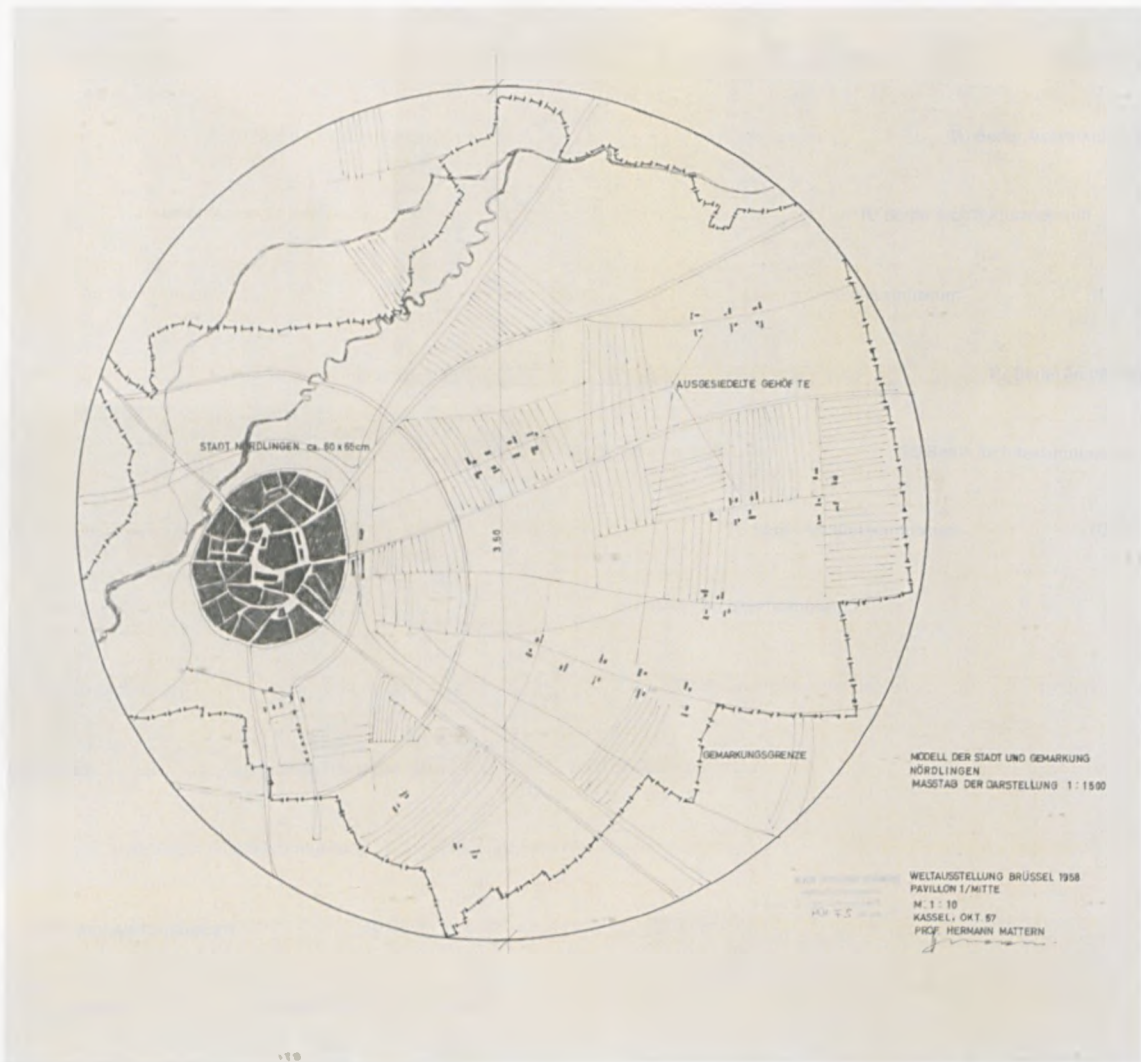 STADT NÖRDLINGEN ca. 60 x 65cm
AUSGESIEDELTE GEHÖFTE
3,50
GEMARKUNGSGRENZE
MODELL DER STADT UND GEMARKUNG
NÖRDLINGEN
MASSTAB DER DARSTELLUNG 1 : 1500
WELTAUSSTELLUNG BRÜSSEL 1958
PAVILLON 1/MITTE
M. 1 : 10
KASSEL, OKT. 57
PROF. HERMANN MATTERN